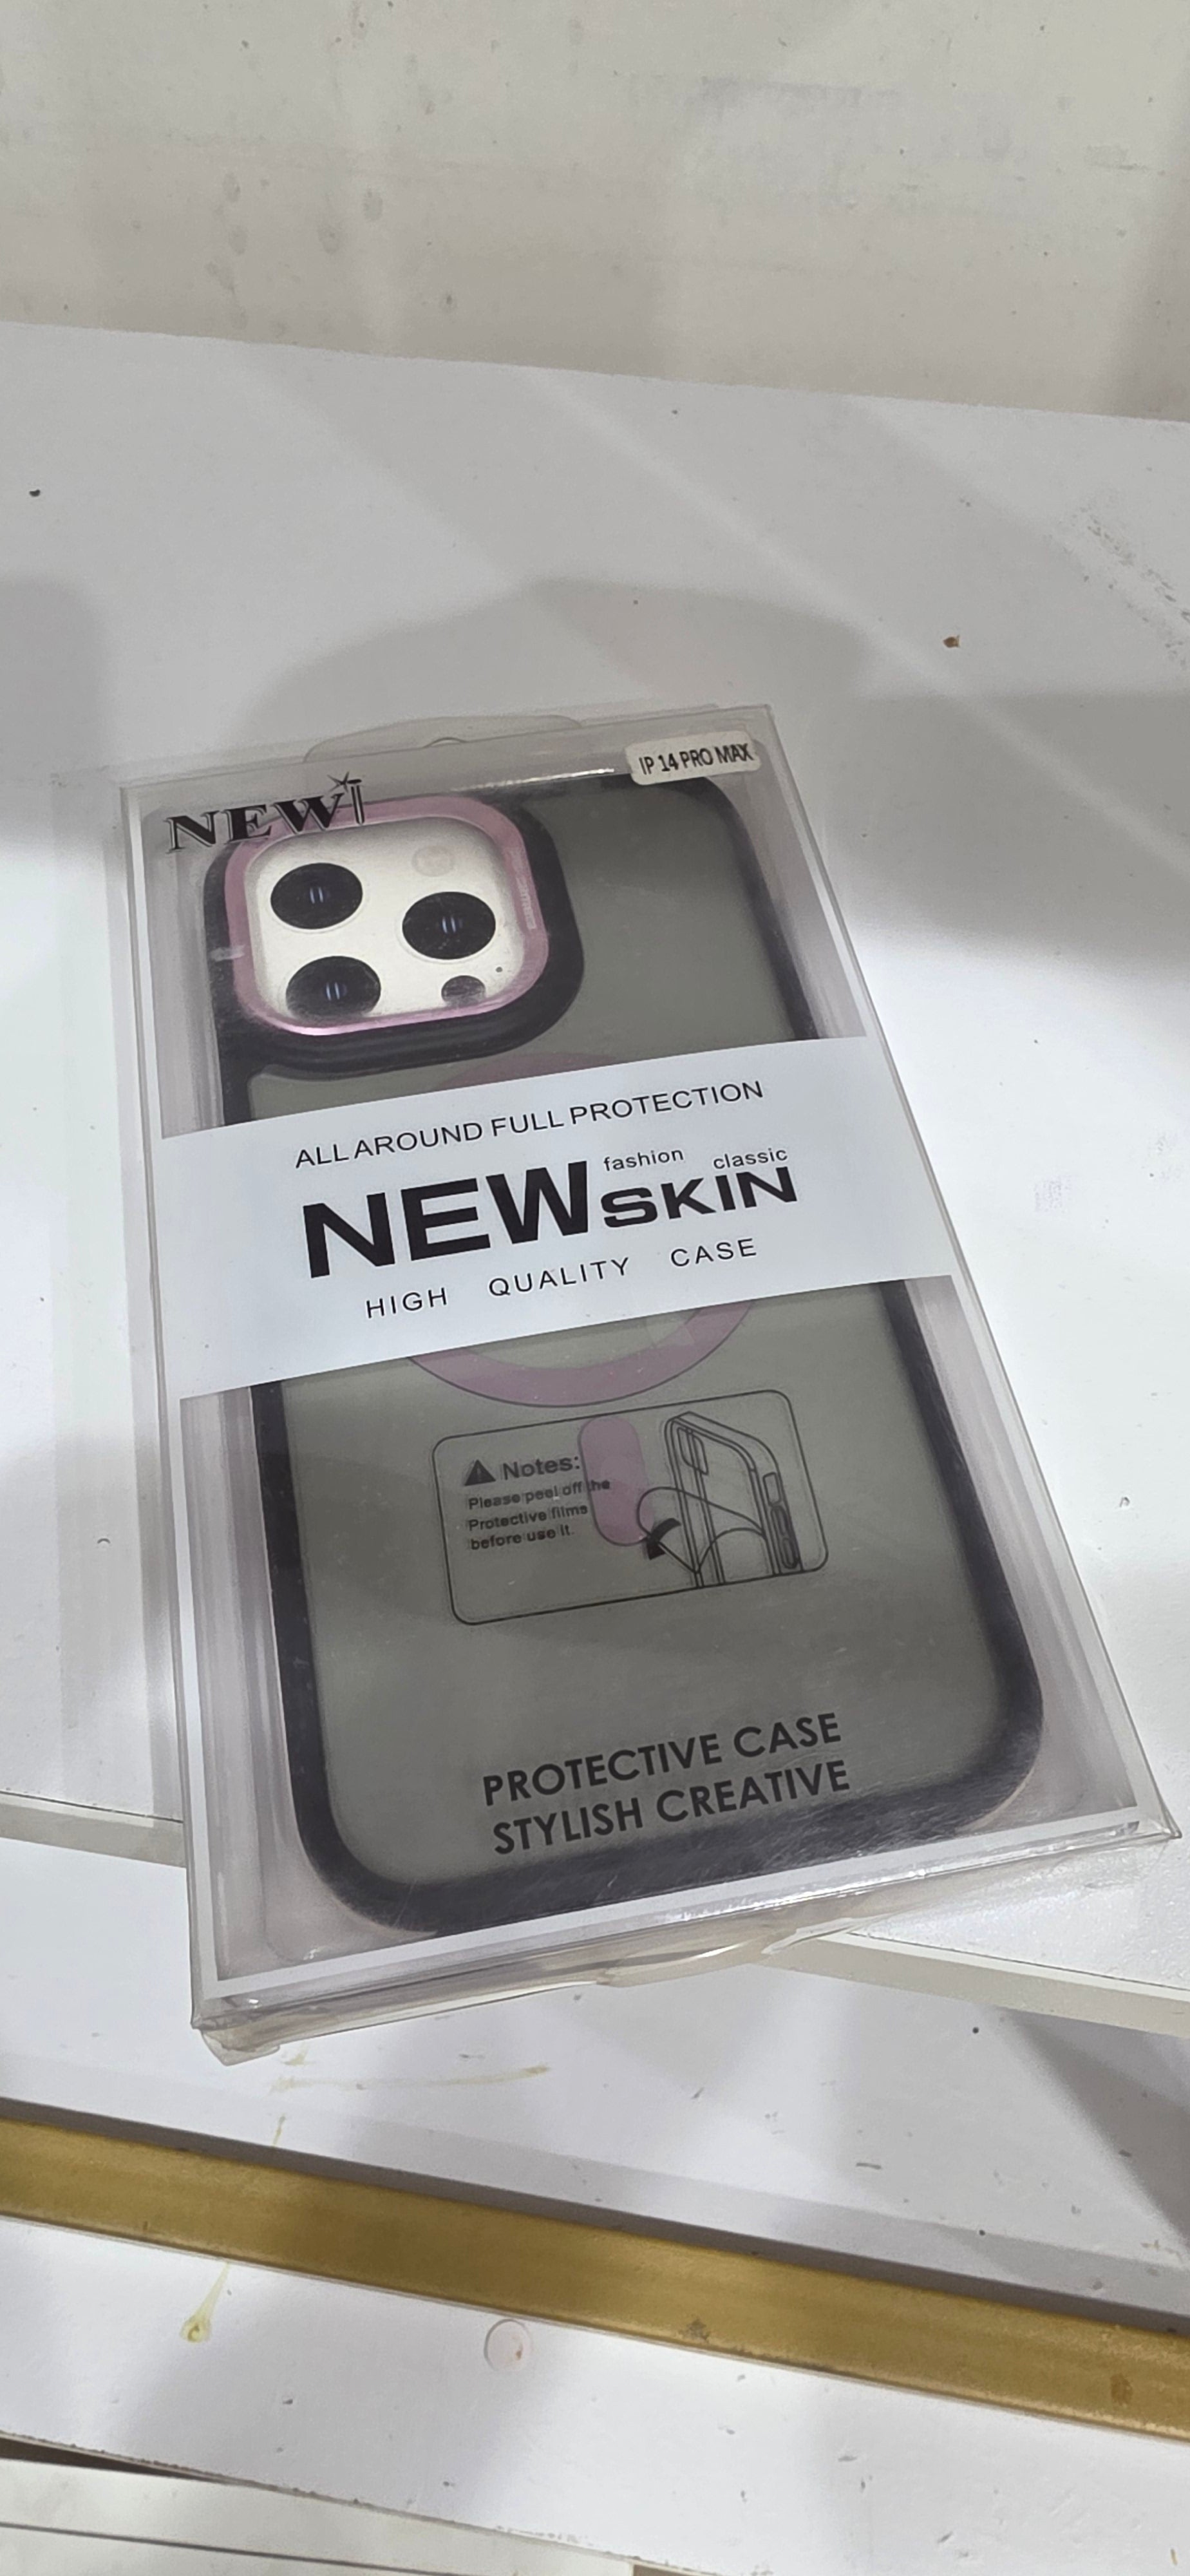 IP 14 PRO MAX
NEW
ALL AROUND FULL PROTECTION
fashion classic
NEW SKIN
HIGH QUALITY CASE
Notes:
Please peel off the
Protective films
before use it.
PROTECTIVE CASE
STYLISH CREATIVE